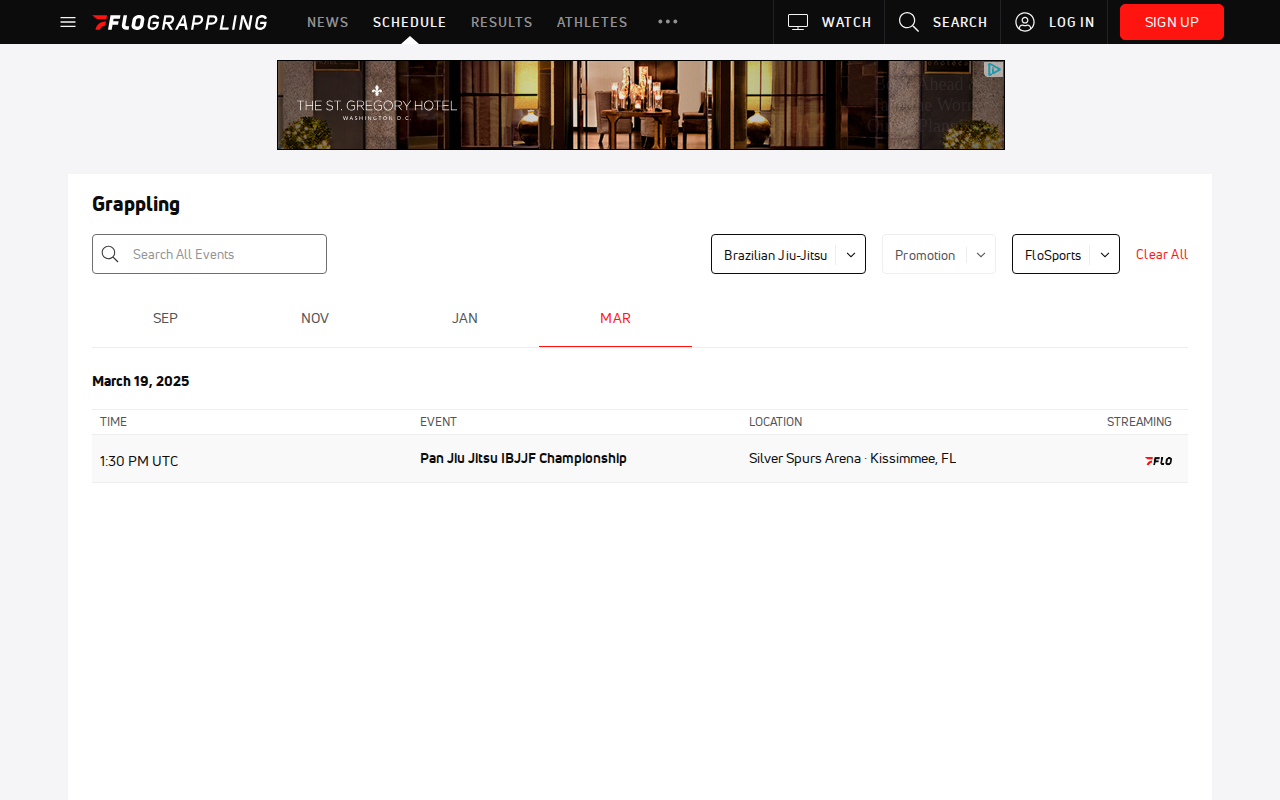 FLOGRAPPLING NEWS SCHEDULE RESULTS ATHLETES WATCH SEARCH LOG IN SIGN UP
THE ST. GREGORY HOTEL
WASHINGTON D.C.
Grappling
Search All Events Brazilian Jiu-Jitsu Promotion FloSports Clear All
SEP NOV JAN MAR
March 19, 2025
TIME EVENT LOCATION STREAMING
1:30 PM UTC Pan Jiu Jitsu IBJJF Championship Silver Spurs Arena · Kissimmee, FL FLO